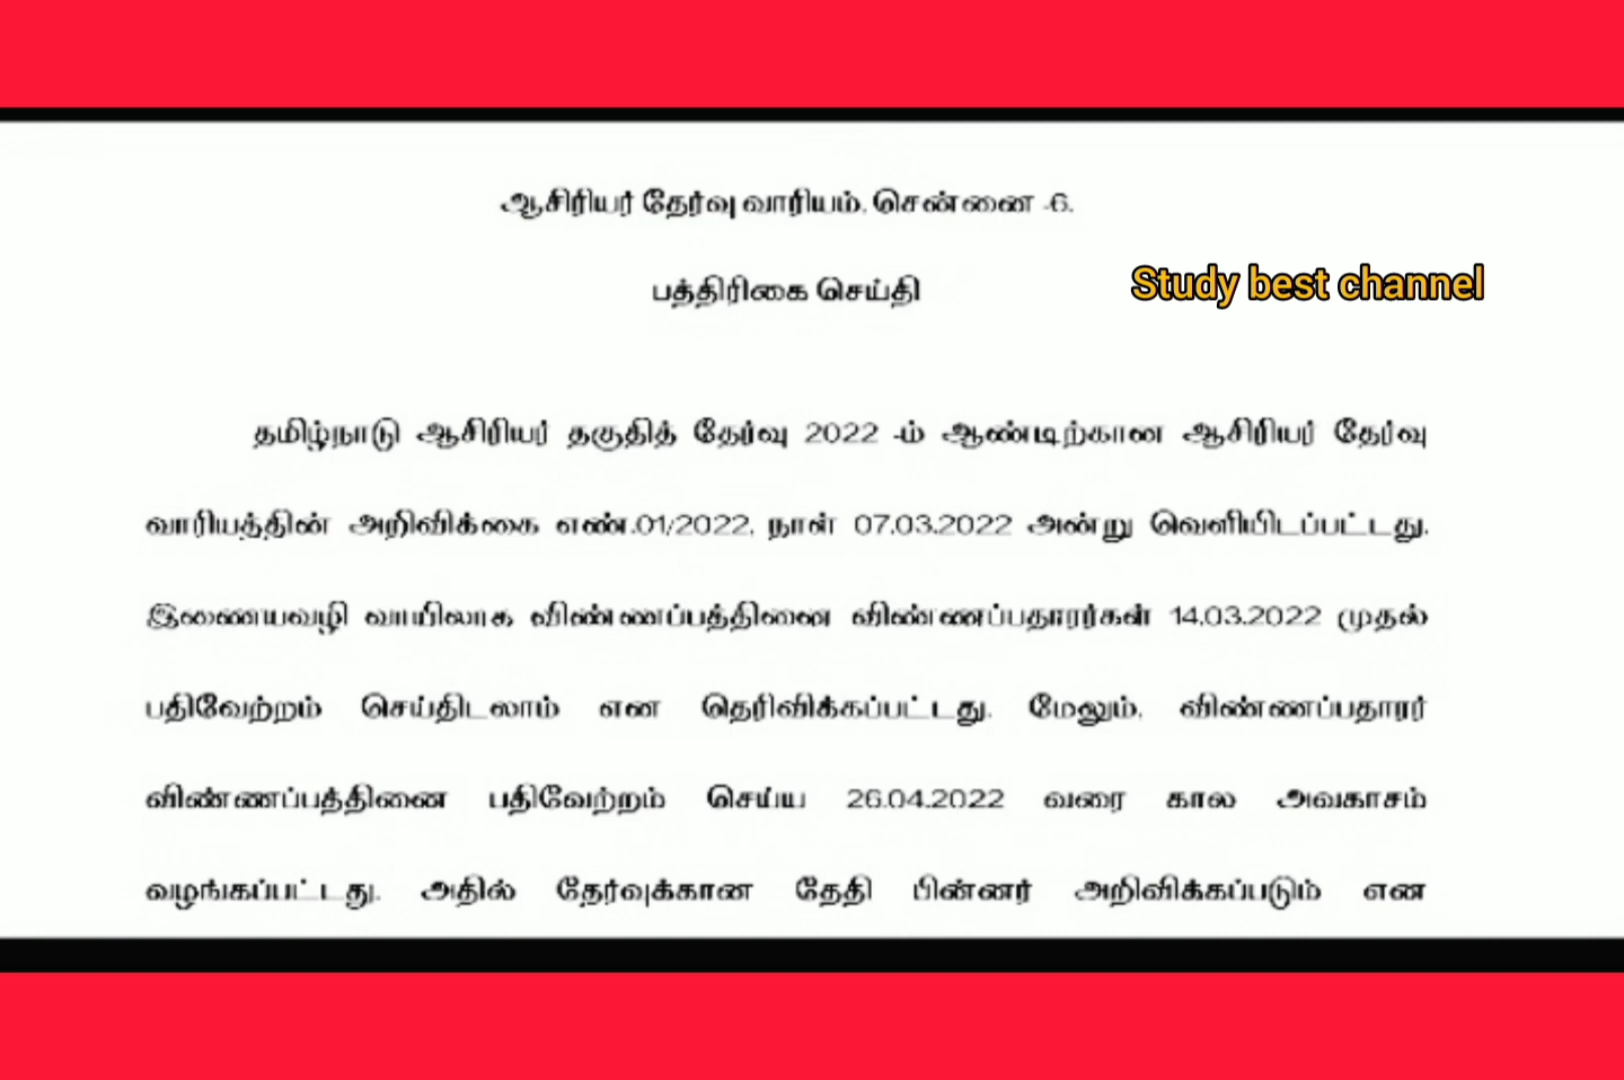 ஆசிரியர் தேர்வு வாரியம், சென்னை -6.
பத்திரிகை செய்தி
Study best channel
தமிழ்நாடு ஆசிரியர் தகுதித் தேர்வு 2022 -ம் ஆண்டிற்கான ஆசிரியர் தேர்வு
வாரியத்தின் அறிவிக்கை எண்.01/2022, நாள் 07.03.2022 அன்று வெளியிடப்பட்டது.
இணையவழி வாயிலாக விண்ணப்பத்தினை விண்ணப்பதாரர்கள் 14.03.2022 முதல்
பதிவேற்றம் செய்திடலாம் என தெரிவிக்கப்பட்டது. மேலும், விண்ணப்பதாரர்
விண்ணப்பத்தினை பதிவேற்றம் செய்ய 26.04.2022 வரை கால அவகாசம்
வழங்கப்பட்டது. அதில் தேர்வுக்கான தேதி பின்னர் அறிவிக்கப்படும் என